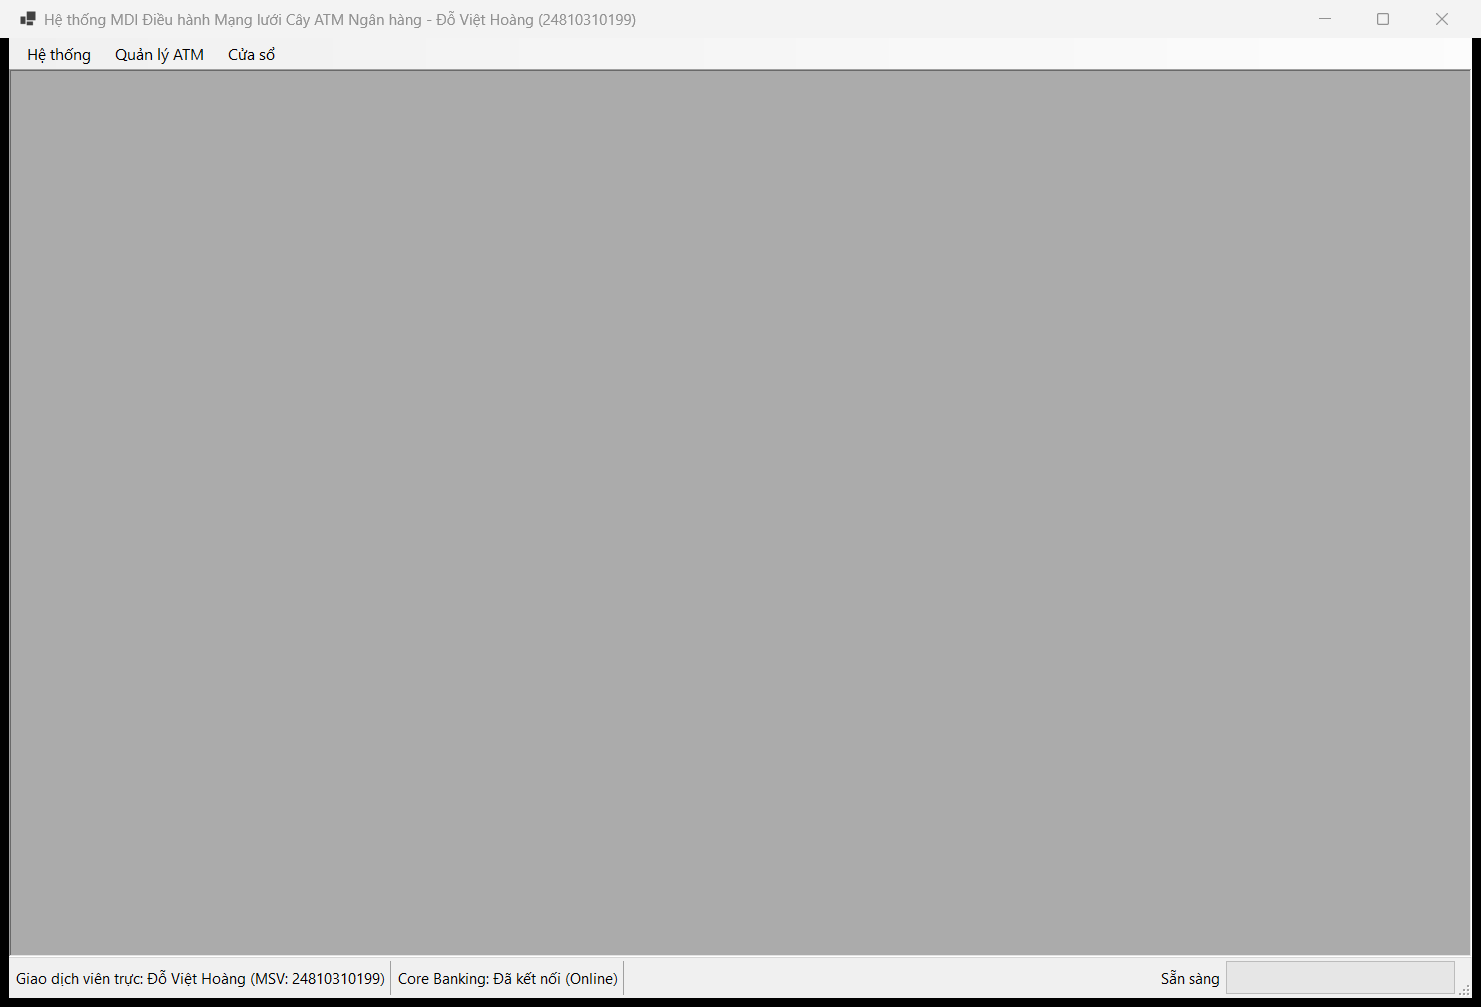 Hệ thống MDI Điều hành Mạng lưới Cây ATM Ngân hàng - Đỗ Việt Hoàng (24810310199)
Hệ thống Quản lý ATM Cửa sổ
Giao dịch viên trực: Đỗ Việt Hoàng (MSV: 24810310199) Core Banking: Đã kết nối (Online) Sẵn sàng